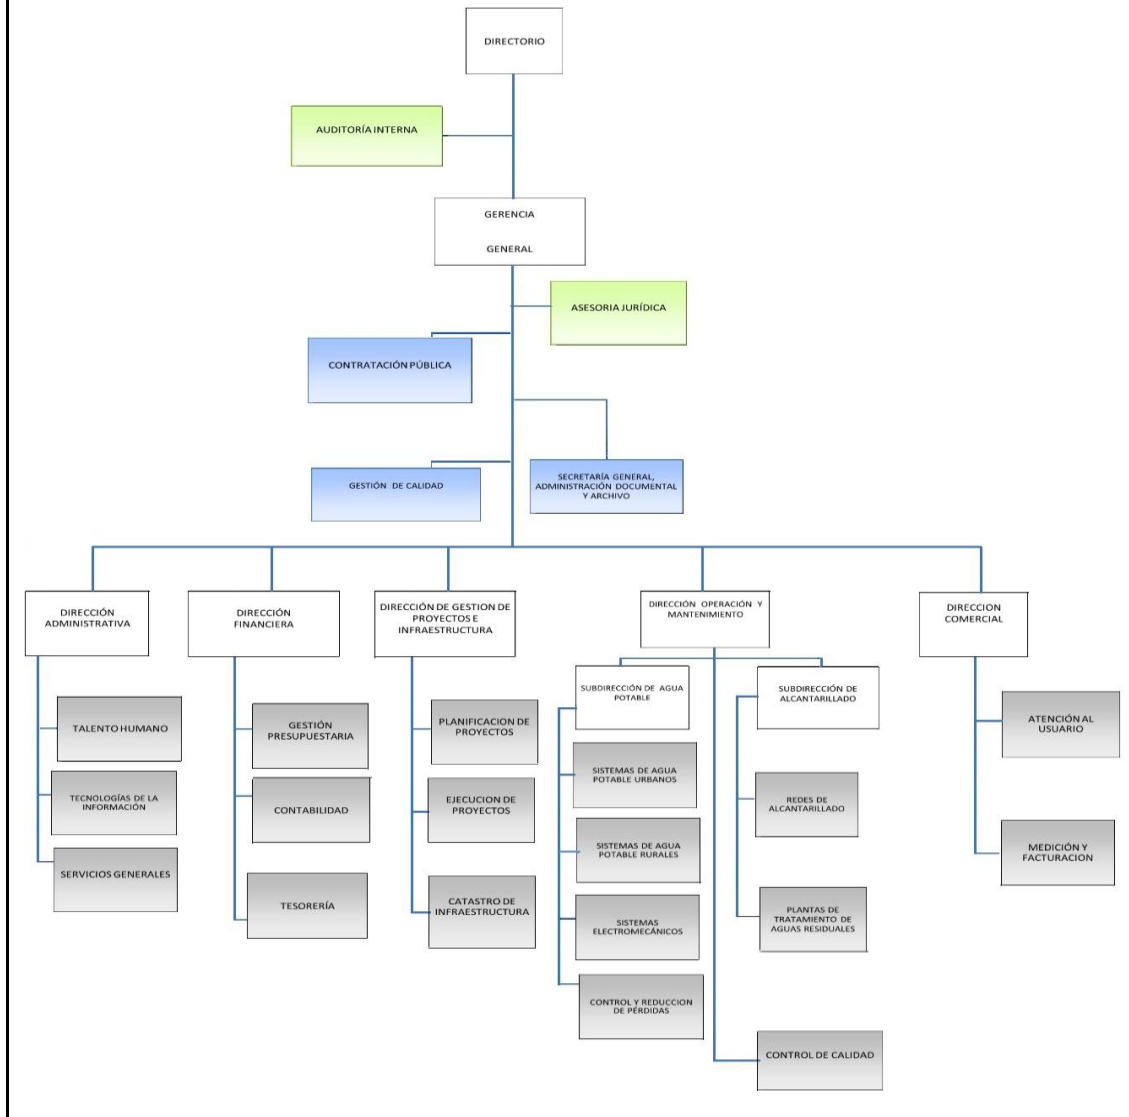 DIRECTORIO
AUDITORÍA INTERNA
GERENCIA
GENERAL
ASESORIA JURÍDICA
CONTRATACIÓN PÚBLICA
GESTIÓN DE CALIDAD
SECRETARÍA GENERAL,
ADMINISTRACIÓN DOCUMENTAL
Y ARCHIVO
DIRECCIÓN
ADMINISTRATIVA
TALENTO HUMANO
TECNOLOGÍAS DE LA
INFORMACIÓN
SERVICIOS GENERALES
DIRECCIÓN
FINANCIERA
GESTIÓN
PRESUPUESTARIA
CONTABILIDAD
TESORERÍA
DIRECCIÓN DE GESTION DE
PROYECTOS E
INFRAESTRUCTURA
PLANIFICACION DE
PROYECTOS
EJECUCION DE
PROYECTOS
CATASTRO DE
INFRAESTRUCTURA
DIRECCIÓN OPERACIÓN Y
MANTENIMIENTO
SUBDIRECCIÓN DE AGUA
POTABLE
SISTEMAS DE AGUA
POTABLE URBANOS
SISTEMAS DE AGUA
POTABLE RURALES
SISTEMAS
ELECTROMECÁNICOS
CONTROL Y REDUCCION
DE PÉRDIDAS
SUBDIRECCIÓN DE
ALCANTARILLADO
REDES DE
ALCANTARILLADO
PLANTAS DE
TRATAMIENTO DE
AGUAS RESIDUALES
CONTROL DE CALIDAD
DIRECCION
COMERCIAL
ATENCIÓN AL
USUARIO
MEDICIÓN Y
FACTURACION